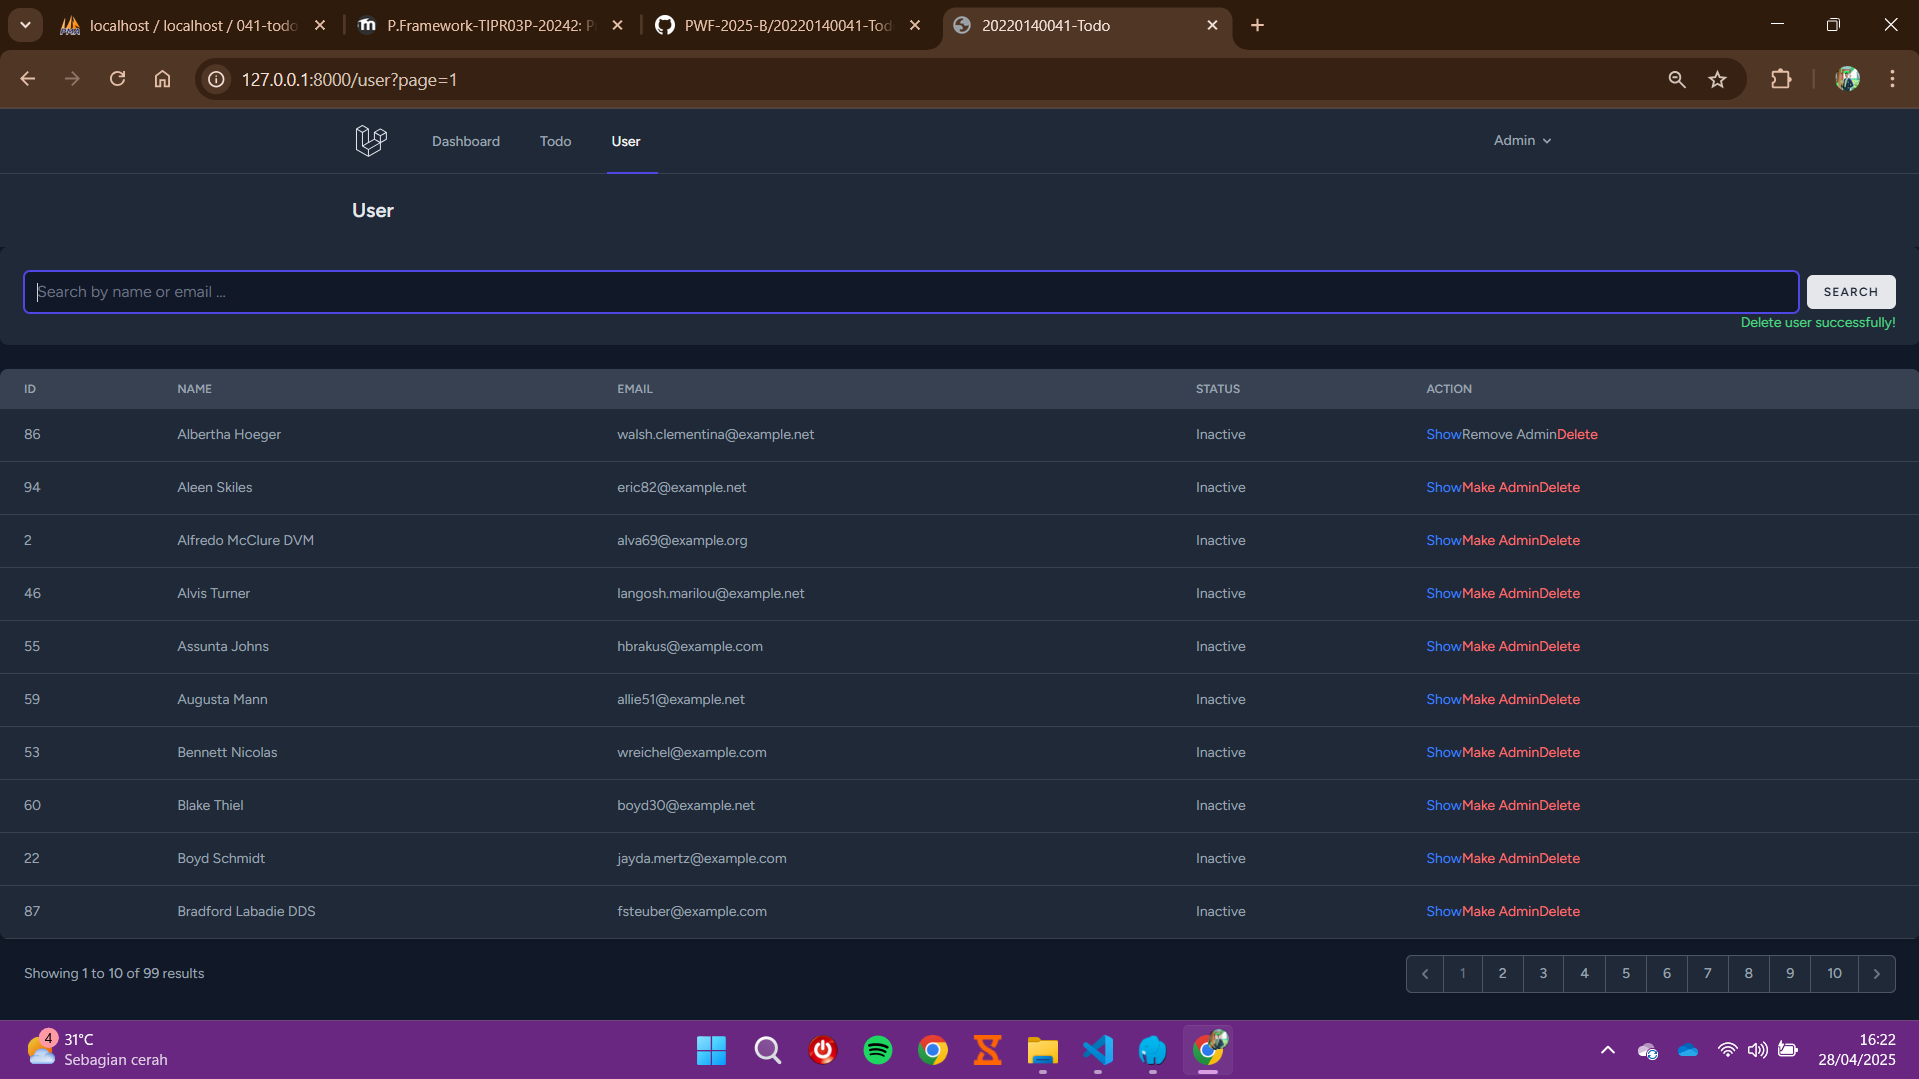 localhost / localhost / 041-todo
P.Framework-TIPR03P-20242: P
PWF-2025-B/20220140041-Tod
20220140041-Todo
127.0.0.1:8000/user?page=1
Dashboard Todo User Admin
User
Search by name or email ... SEARCH
Delete user successfully!
ID NAME EMAIL STATUS ACTION
86 Albertha Hoeger walsh.clementina@example.net Inactive ShowRemove AdminDelete
94 Aleen Skiles eric82@example.net Inactive ShowMake AdminDelete
2 Alfredo McClure DVM alva69@example.org Inactive ShowMake AdminDelete
46 Alvis Turner langosh.marilou@example.net Inactive ShowMake AdminDelete
55 Assunta Johns hbrakus@example.com Inactive ShowMake AdminDelete
59 Augusta Mann allie51@example.net Inactive ShowMake AdminDelete
53 Bennett Nicolas wreichel@example.com Inactive ShowMake AdminDelete
60 Blake Thiel boyd30@example.net Inactive ShowMake AdminDelete
22 Boyd Schmidt jayda.mertz@example.com Inactive ShowMake AdminDelete
87 Bradford Labadie DDS fsteuber@example.com Inactive ShowMake AdminDelete
Showing 1 to 10 of 99 results 1 2 3 4 5 6 7 8 9 10
4 31°C
Sebagian cerah
16:22
28/04/2025